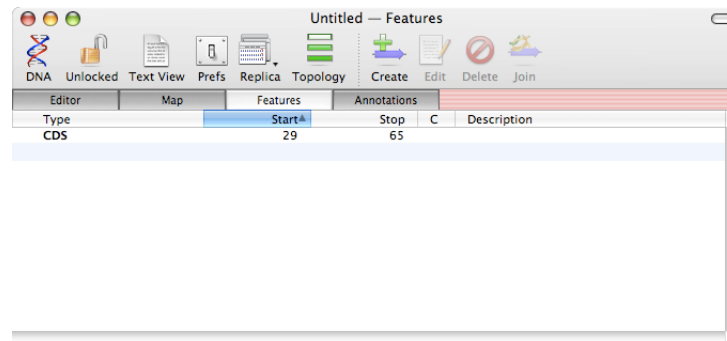 Untitled — Features
DNA Unlocked Text View Prefs Replica Topology Create Edit Delete Join
Editor Map Features Annotations
Type Start Stop C Description
CDS 29 65